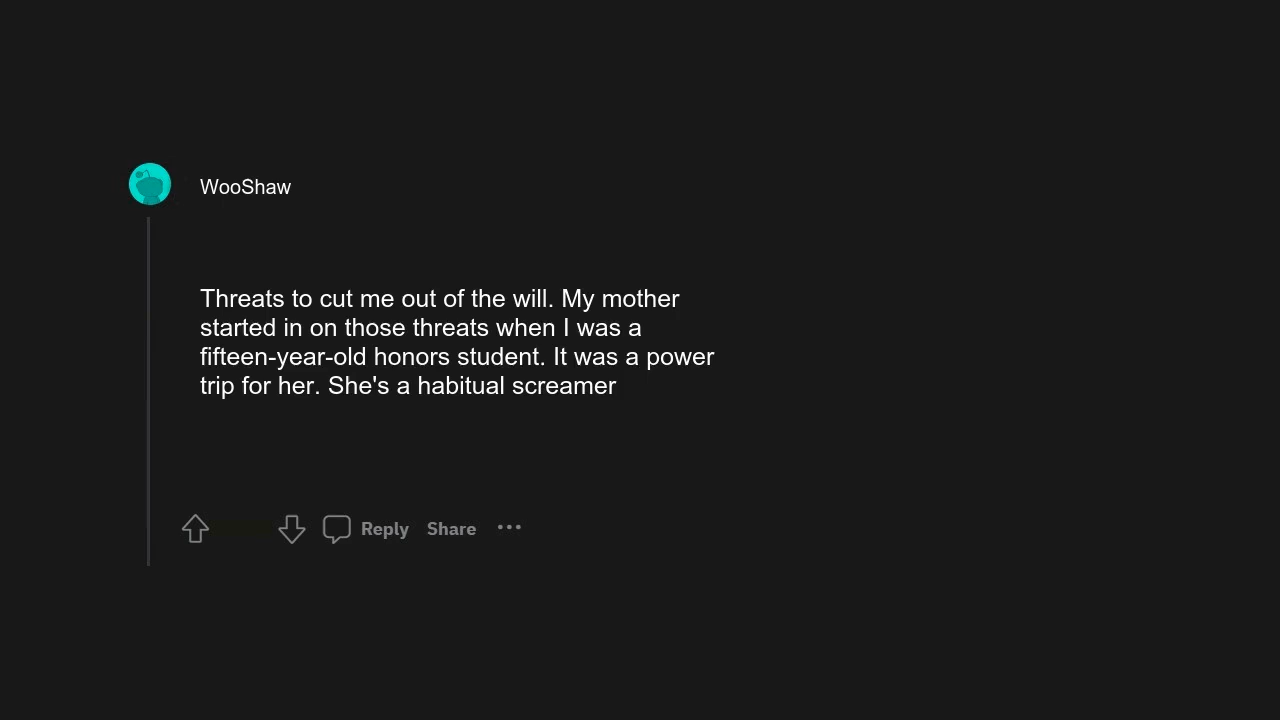 WooShaw
Threats to cut me out of the will. My mother
started in on those threats when I was a
fifteen-year-old honors student. It was a power
trip for her. She's a habitual screamer
Reply Share